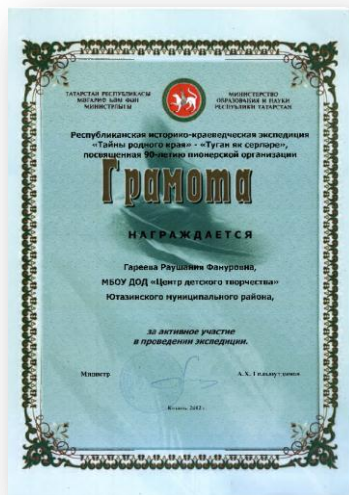 ТАТАРСТАН РЕСПУБЛИКАСЫ
МӘГАРИФ ҺӘМ ФӘН
МИНИСТРЛЫГЫ
МИНИСТЕРСТВО
ОБРАЗОВАНИЯ И НАУКИ
РЕСПУБЛИКИ ТАТАРСТАН
Республиканская историко-краеведческая экспедиция
«Тайны родного края» - «Туган як серләре»,
посвященная 90-летию пионерской организации
Грамота
НАГРАЖДАЕТСЯ
Гареева Раушания Фануровна,
МБОУ ДОД «Центр детского творчества»
Ютазинского муниципального района,
за активное участие
в проведении экспедиции.
Министр
А.Х. Гильмутдинов
Казань, 2012 г.